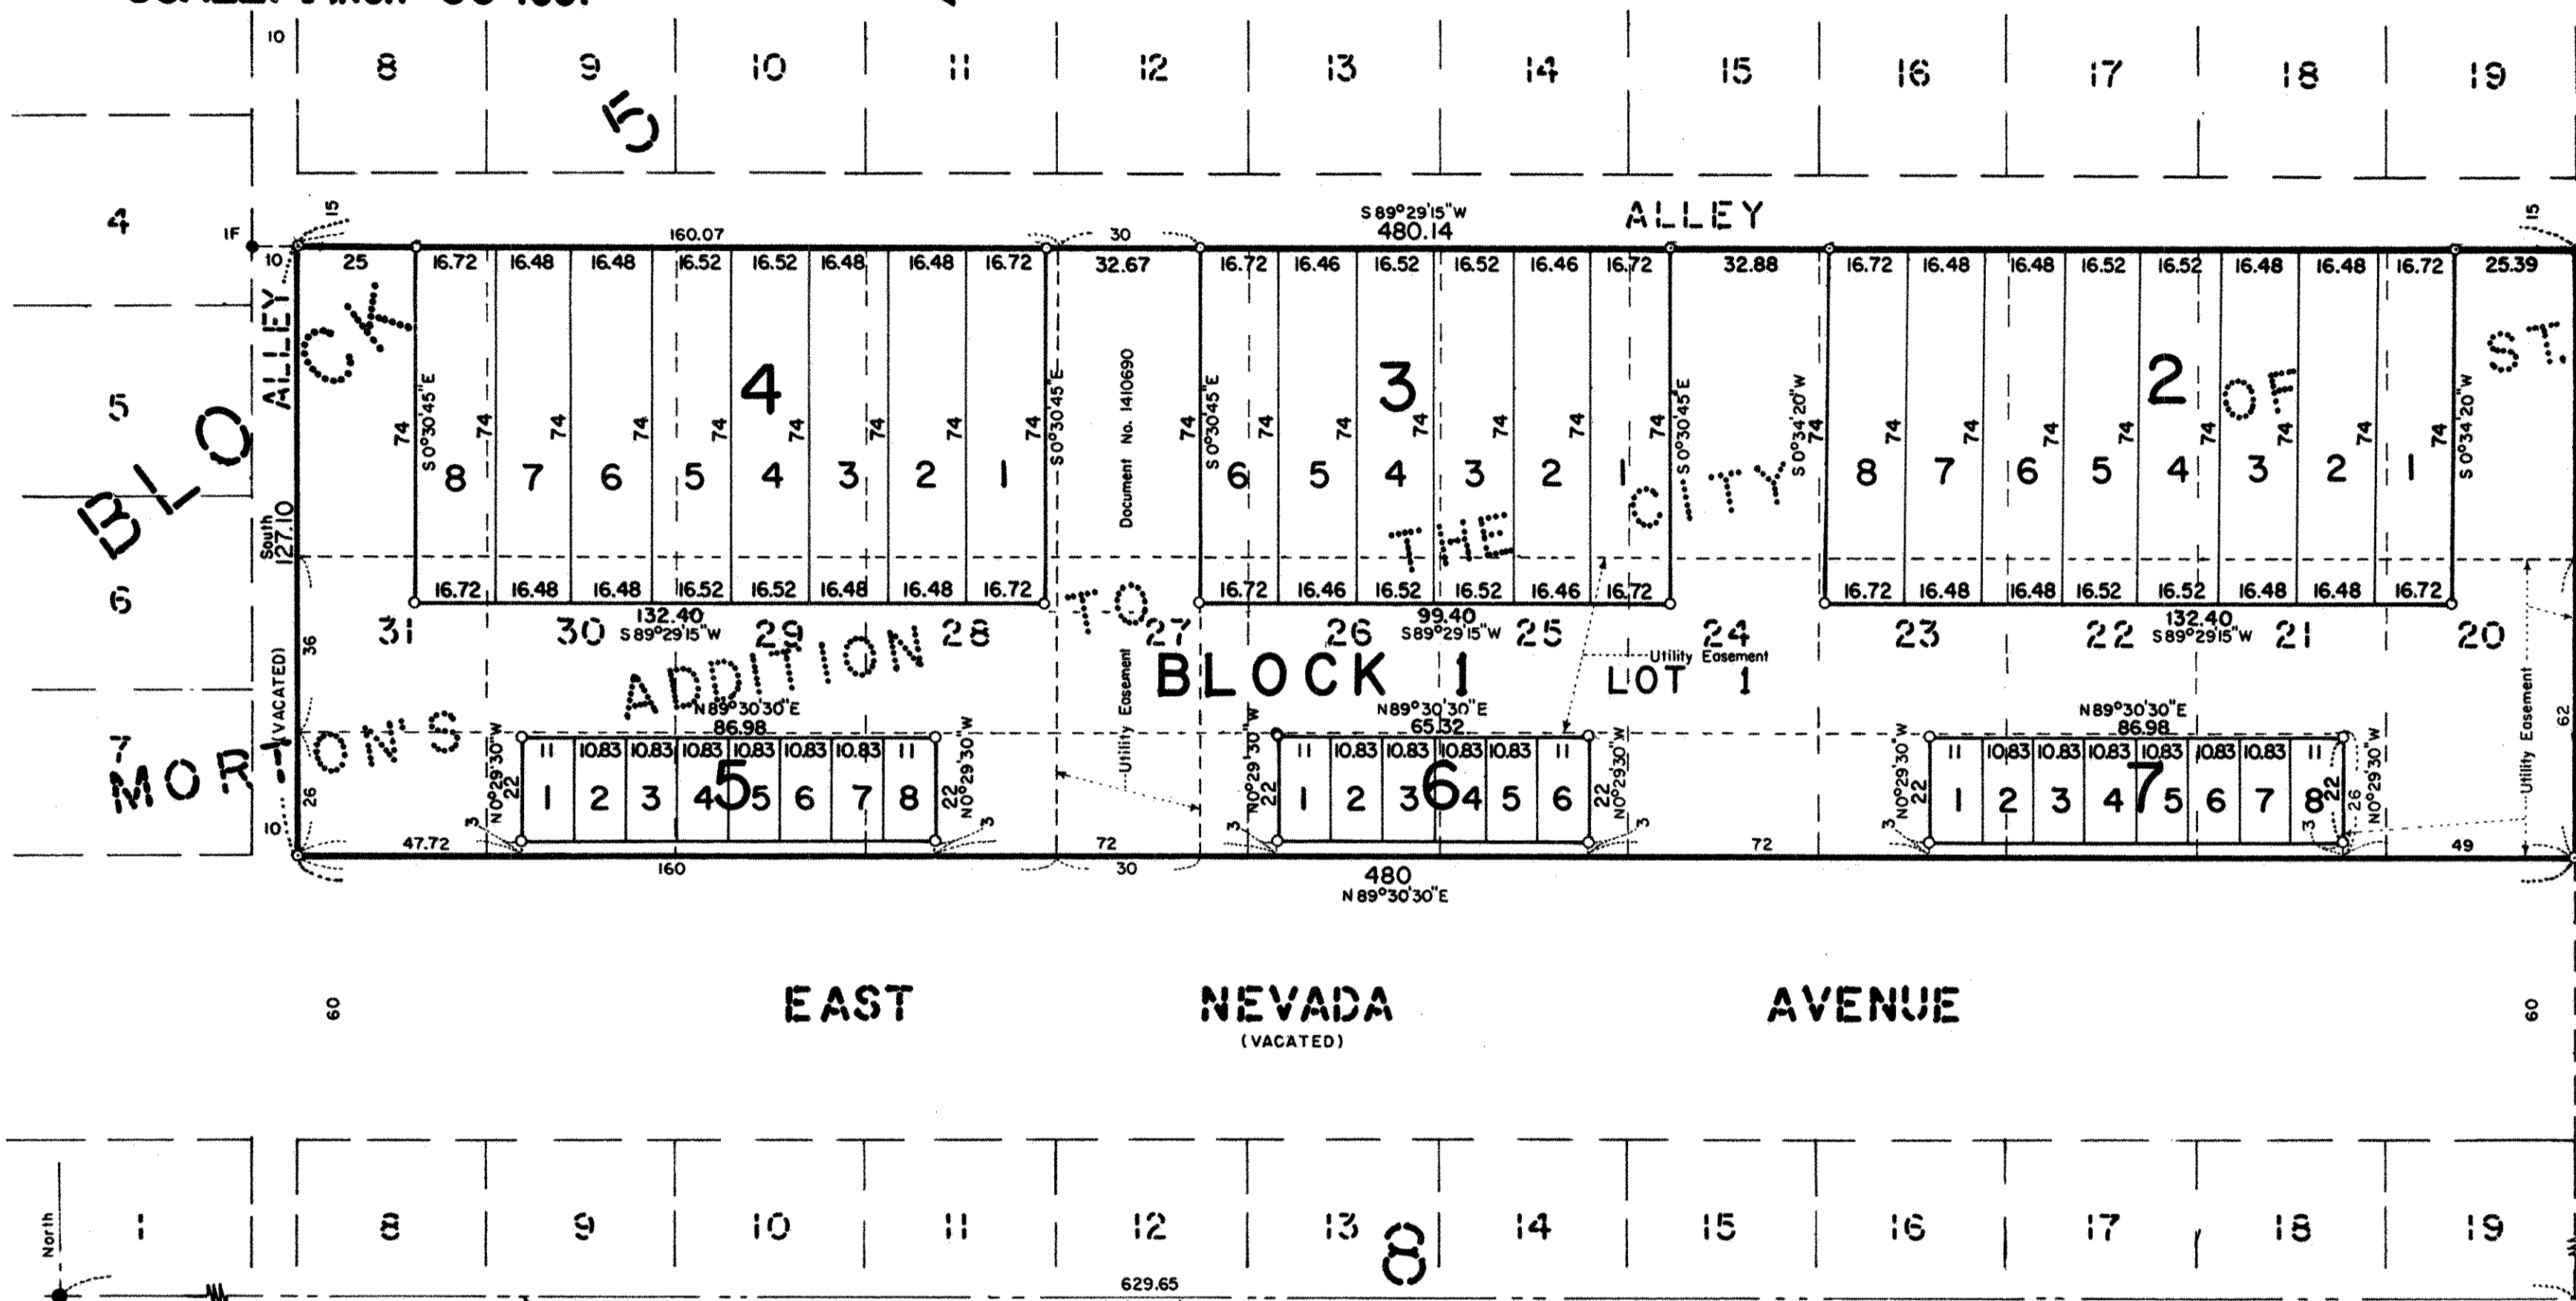 10 8 9 10 11 12 13 14 15 16 17 18 19
5
4 15 S 89°29'15"W ALLEY 15
IF 160.07 30 480.14
10 25 16.72 16.48 16.48 16.52 16.52 16.48 16.48 16.72 32.67 16.72 16.46 16.52 16.52 16.46 16.72 32.88 16.72 16.48 16.48 16.52 16.52 16.48 16.48 16.72 25.39
ALLEY
BLOCK
4 3 2 OF ST.
5
S 0°30'45"E S 0°30'45"E Document No. 1410690 S 0°30'45"E S 0°30'45"E S 0°34'20"W S 0°34'20"W
74 74 74 74 74 74 74 74 74 74 74 74 74 74 74 74 74 74 74 74 74 74 74 74 74
8 7 6 5 4 3 2 1 6 5 4 3 2 1 8 7 6 5 4 3 2 1
THE CITY
South 127.10
6
16.72 16.48 16.48 16.52 16.52 16.48 16.48 16.72 16.72 16.46 16.52 16.52 16.46 16.72 16.72 16.48 16.48 16.52 16.52 16.48 16.48 16.72
132.40 99.40 132.40
S 89°29'15"W S 89°29'15"W S 89°29'15"W
31 30 29 28 27 26 25 24 23 22 21 20
36
(VACATED)
MORTON'S ADDITION TO
BLOCK 1 LOT 1
Utility Easement
Utility Easement
Utility Easement
62
7
N 89°30'30"E N 89°30'30"E N 89°30'30"E
86.98 65.32 86.98
N 0°29'30"W N 0°29'30"W N 0°29'30"W N 0°29'30"W N 0°29'30"W N 0°29'30"W
11 10.83 10.83 10.83 10.83 10.83 10.83 11 11 10.83 10.83 10.83 10.83 11 11 10.83 10.83 10.83 10.83 10.83 10.83 11
5 6 7
22 1 2 3 4 5 6 7 8 22 22 1 2 3 4 5 6 22 22 1 2 3 4 5 6 7 8 22 26
26
10 3 3 3 3 3 3
47.72 72 72 49
160 30 480
N 89°30'30"E
60 EAST NEVADA AVENUE 60
(VACATED)
North 1 8 9 10 11 12 13 14 15 16 17 18 19
8
629.65